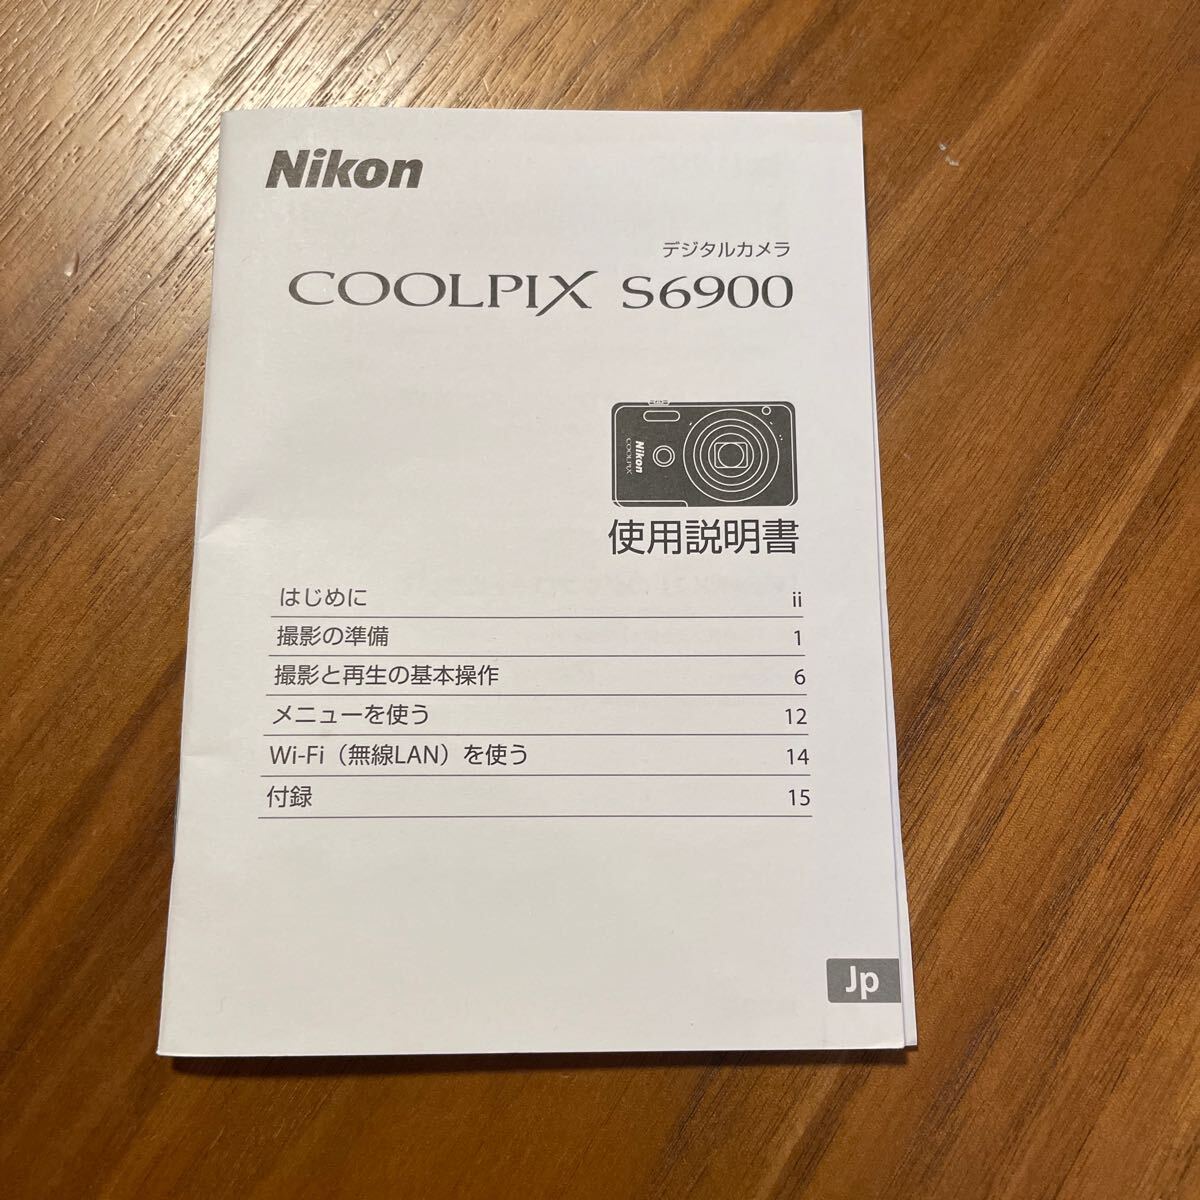 Nikon
デジタルカメラ
COOLPIX S6900
Nikon
COOLPIX
使用説明書
はじめに ii
撮影の準備 1
撮影と再生の基本操作 6
メニューを使う 12
Wi-Fi（無線LAN）を使う 14
付録 15
Jp